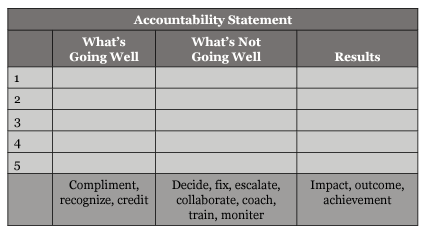 Accountability Statement
What's What's Not
Going Well Going Well Results
1
2
3
4
5
Compliment, Decide, fix, escalate, Impact, outcome,
recognize, credit collaborate, coach, achievement
train, moniter